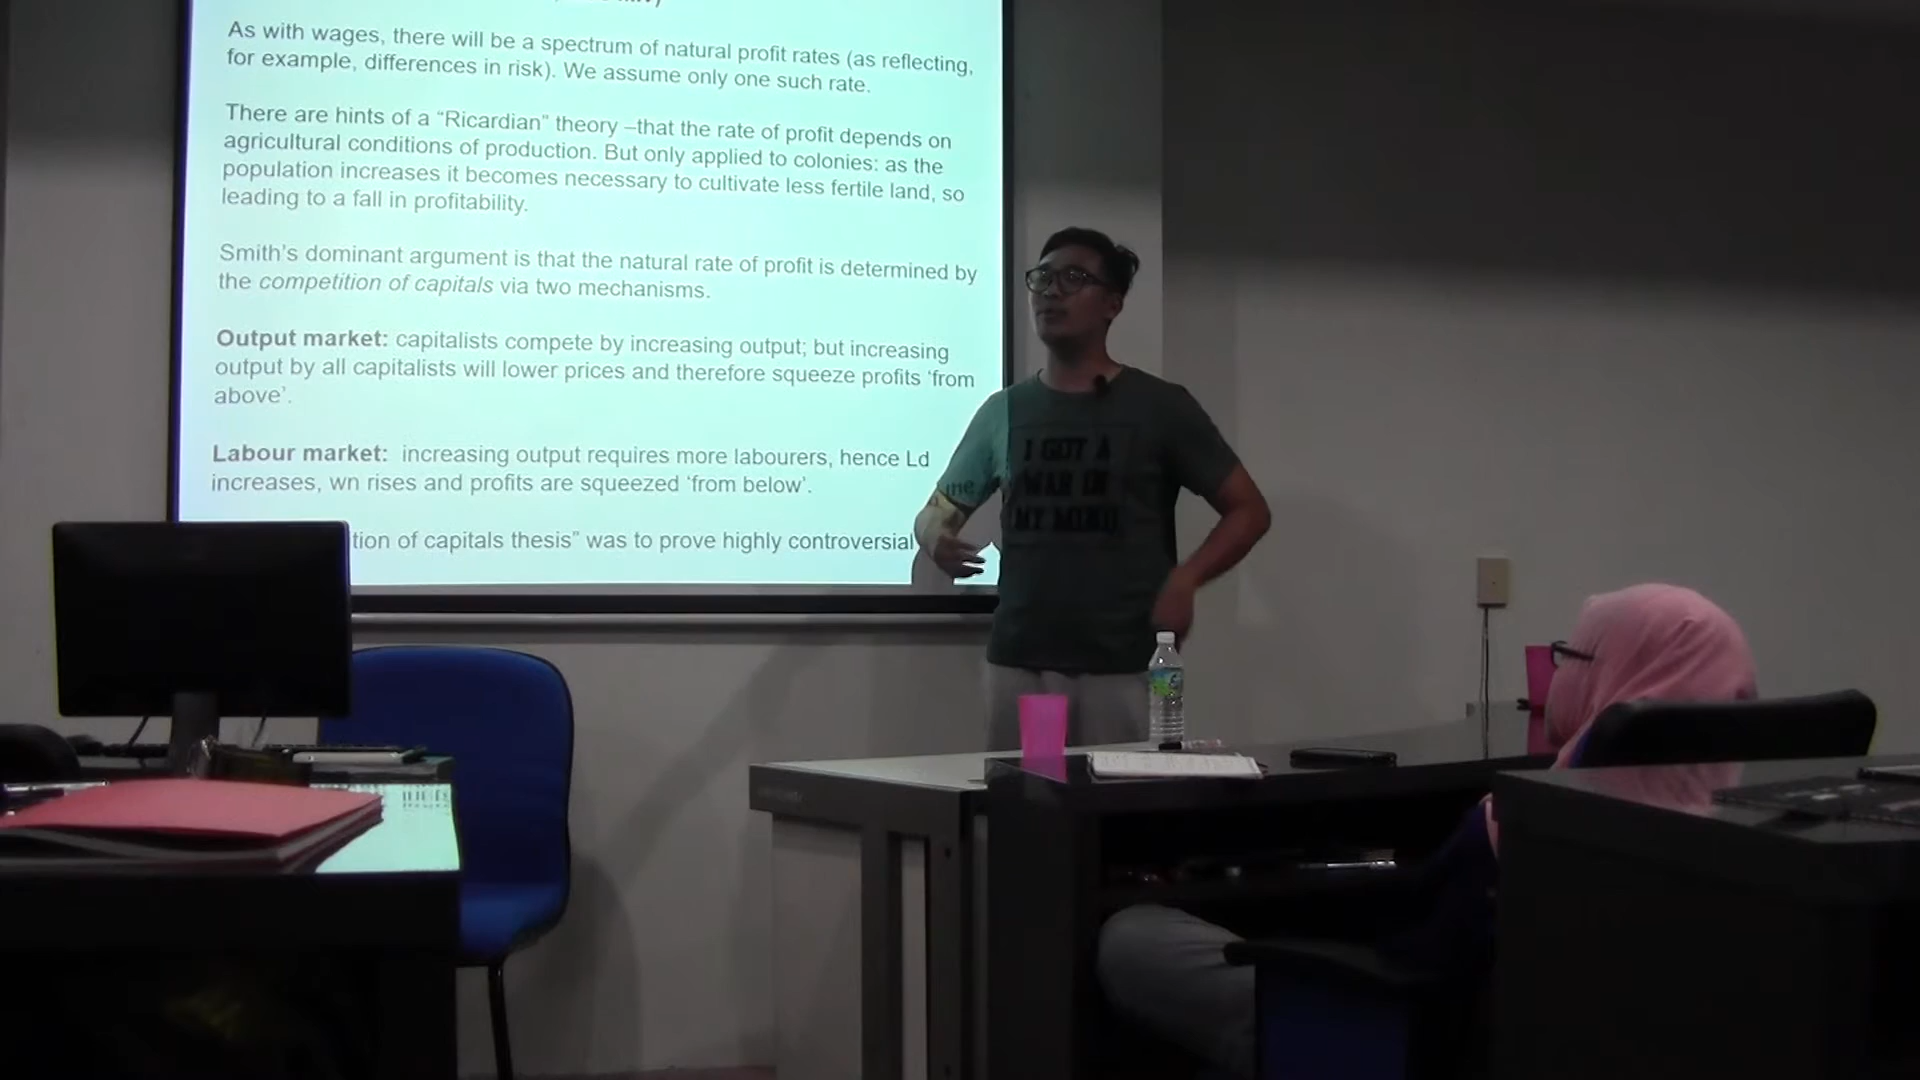 As with wages, there will be a spectrum of natural profit rates (as reflecting,
for example, differences in risk). We assume only one such rate.
There are hints of a “Ricardian” theory –that the rate of profit depends on
agricultural conditions of production. But only applied to colonies: as the
population increases it becomes necessary to cultivate less fertile land, so
leading to a fall in profitability.
Smith’s dominant argument is that the natural rate of profit is determined by
the competition of capitals via two mechanisms.
Output market: capitalists compete by increasing output; but increasing
output by all capitalists will lower prices and therefore squeeze profits ‘from
above’.
Labour market: increasing output requires more labourers, hence Ld
increases, wn rises and profits are squeezed ‘from below’.
tion of capitals thesis” was to prove highly controversial
I GOT A
WAR IN
MY MIND